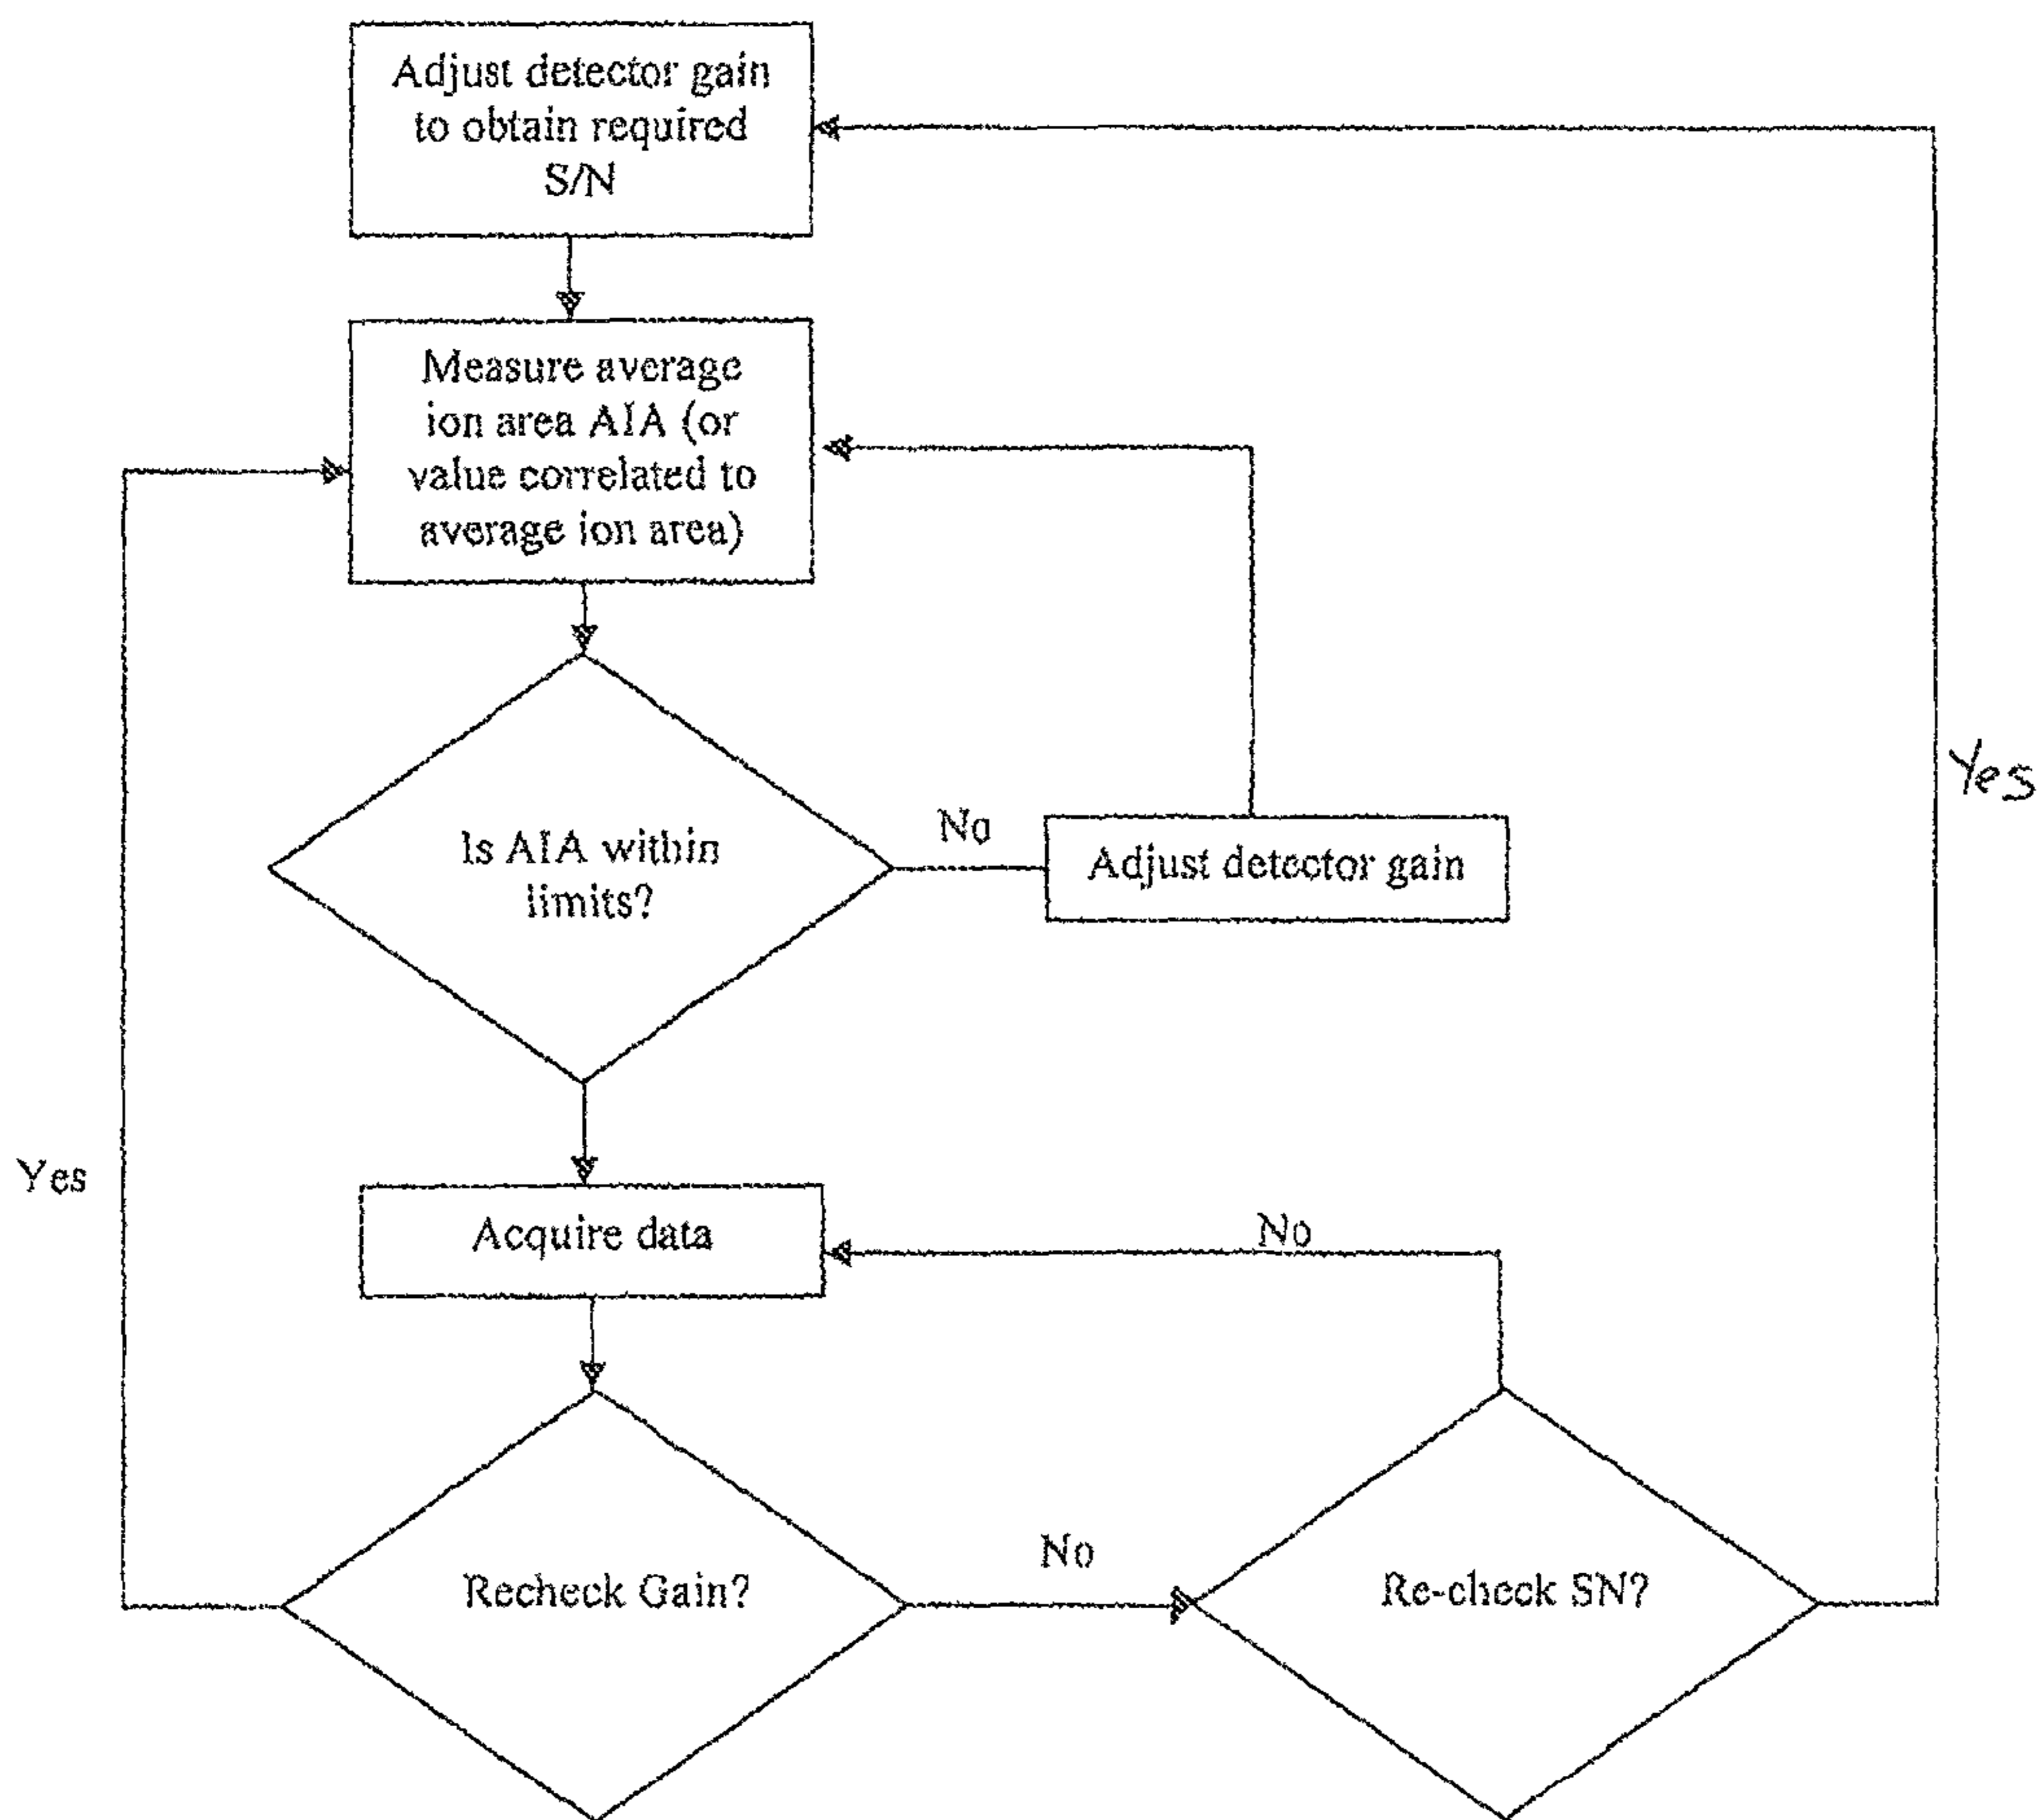 Adjust detector gain
to obtain required
S/N
Measure average
ion area AIA (or
value correlated to
average ion area)
Yes
Is AIA within
limits?
No
Adjust detector gain
Yes
Acquire data
No
Recheck Gain?
No
Re-check SN?